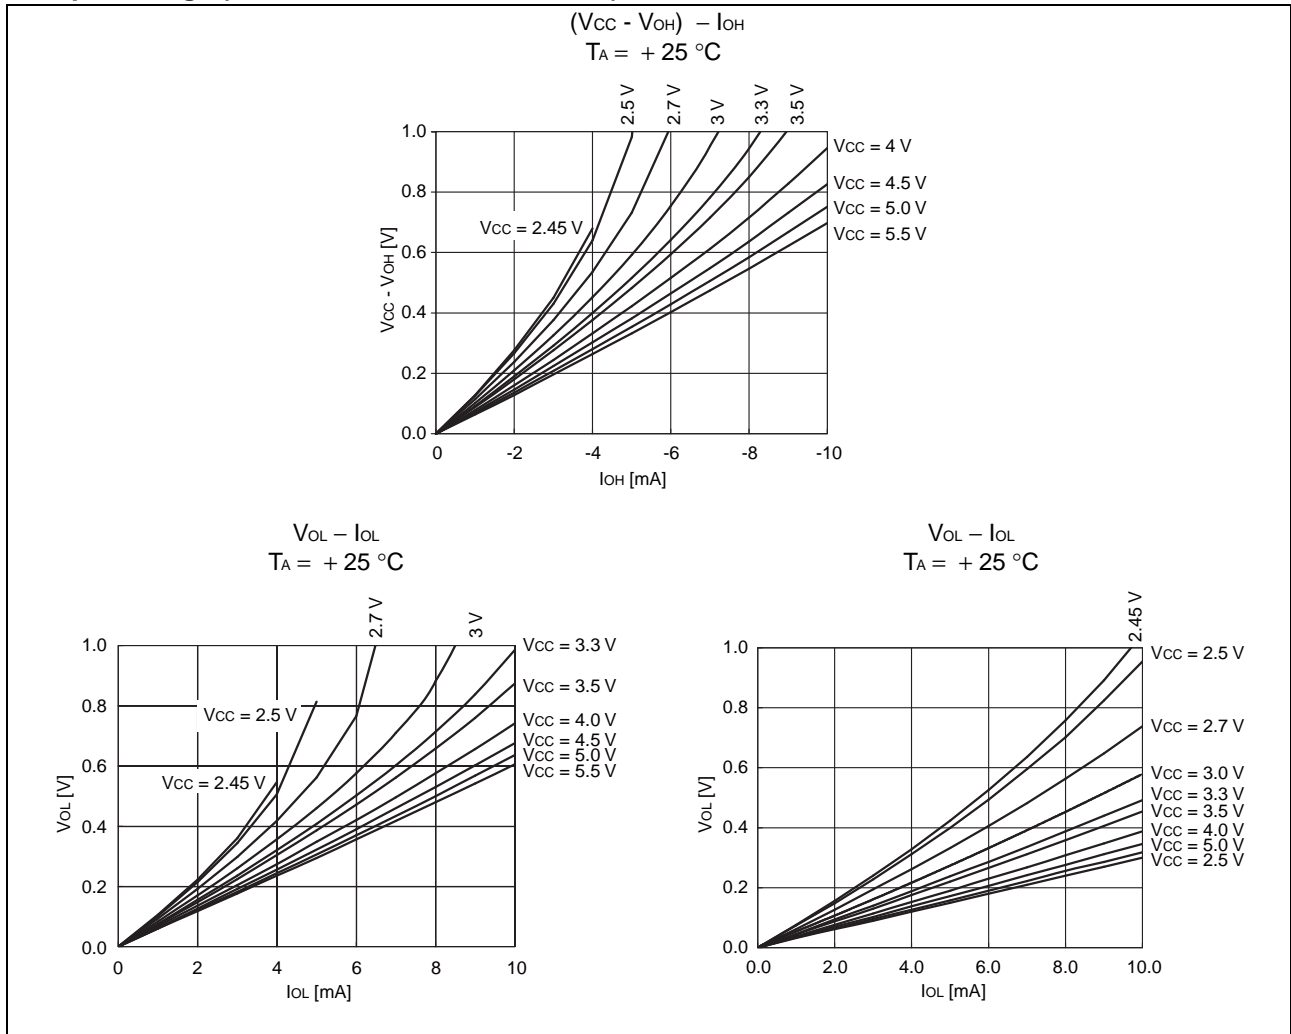 (VCC - VOH) – IOH
TA = + 25 °C
2.5 V
2.7 V
3 V
3.3 V
3.5 V
1.0
0.8
0.6
0.4
0.2
0.0
VCC - VOH [V]
VCC = 2.45 V
VCC = 4 V
VCC = 4.5 V
VCC = 5.0 V
VCC = 5.5 V
0
-2
-4
-6
-8
-10
IOH [mA]
VOL – IOL
TA = + 25 °C
2.7 V
3 V
1.0
0.8
0.6
0.4
0.2
0.0
VOL [V]
VCC = 2.5 V
VCC = 2.45 V
VCC = 3.3 V
VCC = 3.5 V
VCC = 4.0 V
VCC = 4.5 V
VCC = 5.0 V
VCC = 5.5 V
0
2
4
6
8
10
IOL [mA]
VOL – IOL
TA = + 25 °C
2.45 V
1.0
0.8
0.6
0.4
0.2
0.0
VOL [V]
VCC = 2.5 V
VCC = 2.7 V
VCC = 3.0 V
VCC = 3.3 V
VCC = 3.5 V
VCC = 4.0 V
VCC = 5.0 V
VCC = 2.5 V
0.0
2.0
4.0
6.0
8.0
10.0
IOL [mA]